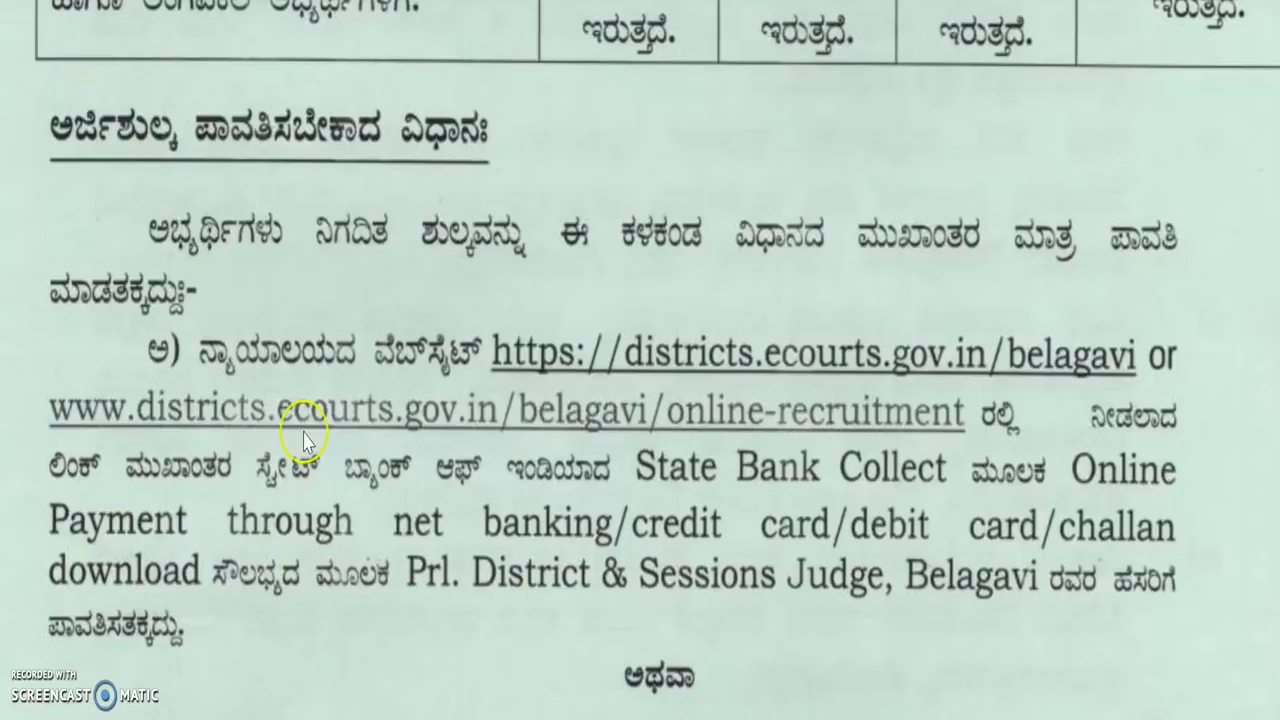 ಇರುತ್ತದೆ. ಇರುತ್ತದೆ. ಇರುತ್ತದೆ. ಇರುತ್ತದೆ.
ಅರ್ಜಿಶುಲ್ಕ ಪಾವತಿಸಬೇಕಾದ ವಿಧಾನಃ
ಅಭ್ಯರ್ಥಿಗಳು ನಿಗದಿತ ಶುಲ್ಕವನ್ನು ಈ ಕಳಕಂಡ ವಿಧಾನದ ಮುಖಾಂತರ ಮಾತ್ರ ಪಾವತಿ
ಮಾಡತಕ್ಕದ್ದುಃ-
ಅ) ನ್ಯಾಯಾಲಯದ ವೆಬ್‌ಸೈಟ್ https://districts.ecourts.gov.in/belagavi or
www.districts.ecourts.gov.in/belagavi/online-recruitment ರಲ್ಲಿ ನೀಡಲಾದ
ಲಿಂಕ್ ಮುಖಾಂತರ ಸ್ಟೇಟ್ ಬ್ಯಾಂಕ್ ಆಫ್ ಇಂಡಿಯಾದ State Bank Collect ಮೂಲಕ Online
Payment through net banking/credit card/debit card/challan
download ಸೌಲಭ್ಯದ ಮೂಲಕ Prl. District & Sessions Judge, Belagavi ರವರ ಹೆಸರಿಗೆ
ಪಾವತಿಸತಕ್ಕದ್ದು.
ಅಥವಾ
RECORDED WITH
SCREENCAST MATIC